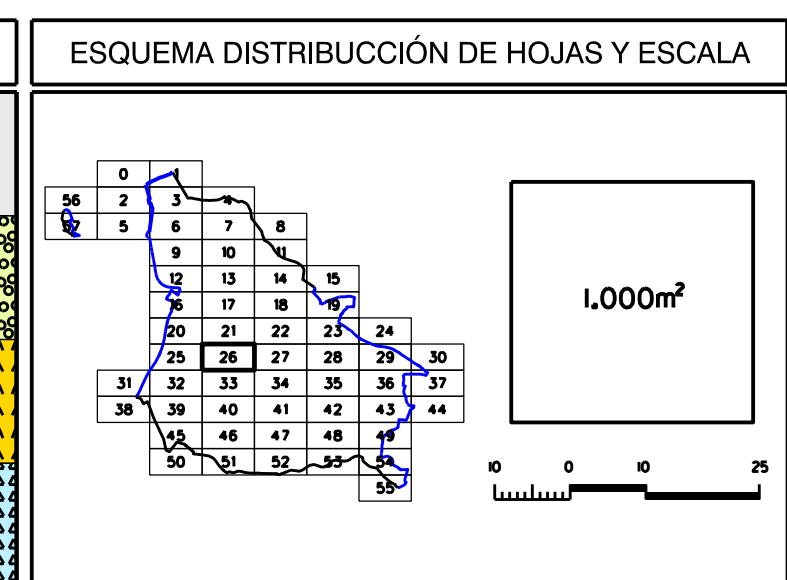 ESQUEMA DISTRIBUCCIÓN DE HOJAS Y ESCALA
0 1
56 2 3 4
57 5 6 7 8
9 10 11
12 13 14 15
16 17 18 19
20 21 22 23 24
25 26 27 28 29 30
31 32 33 34 35 36 37
38 39 40 41 42 43 44
45 46 47 48 49
50 51 52 53 54
55
1.000m²
10 0 10 25